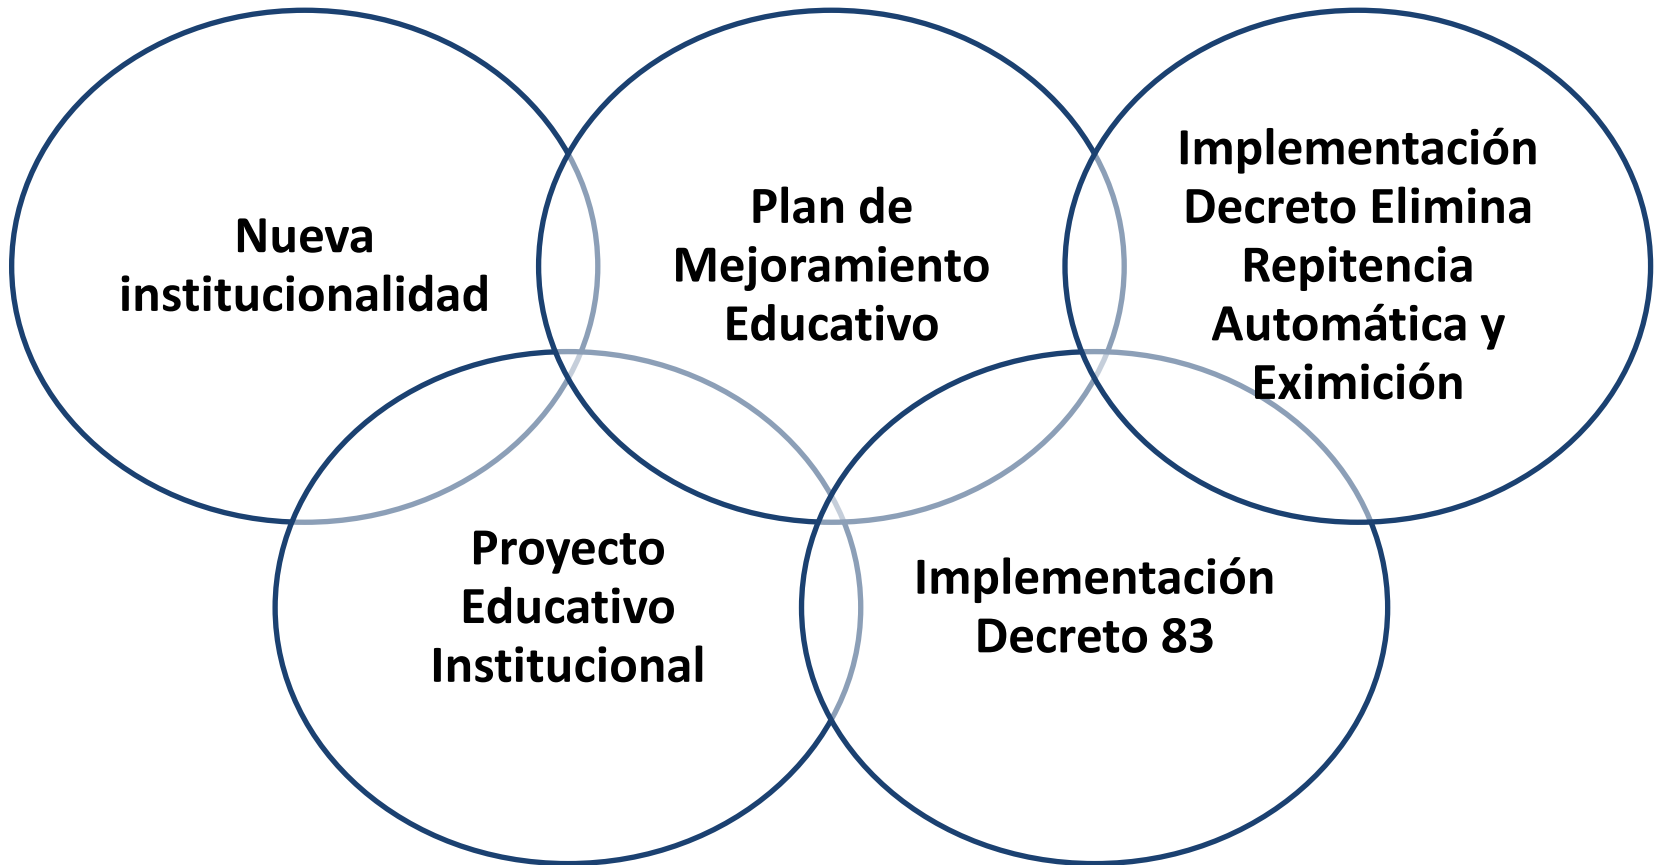 Nueva
institucionalidad
Plan de
Mejoramiento
Educativo
Implementación
Decreto Elimina
Repitencia
Automática y
Eximición
Proyecto
Educativo
Institucional
Implementación
Decreto 83